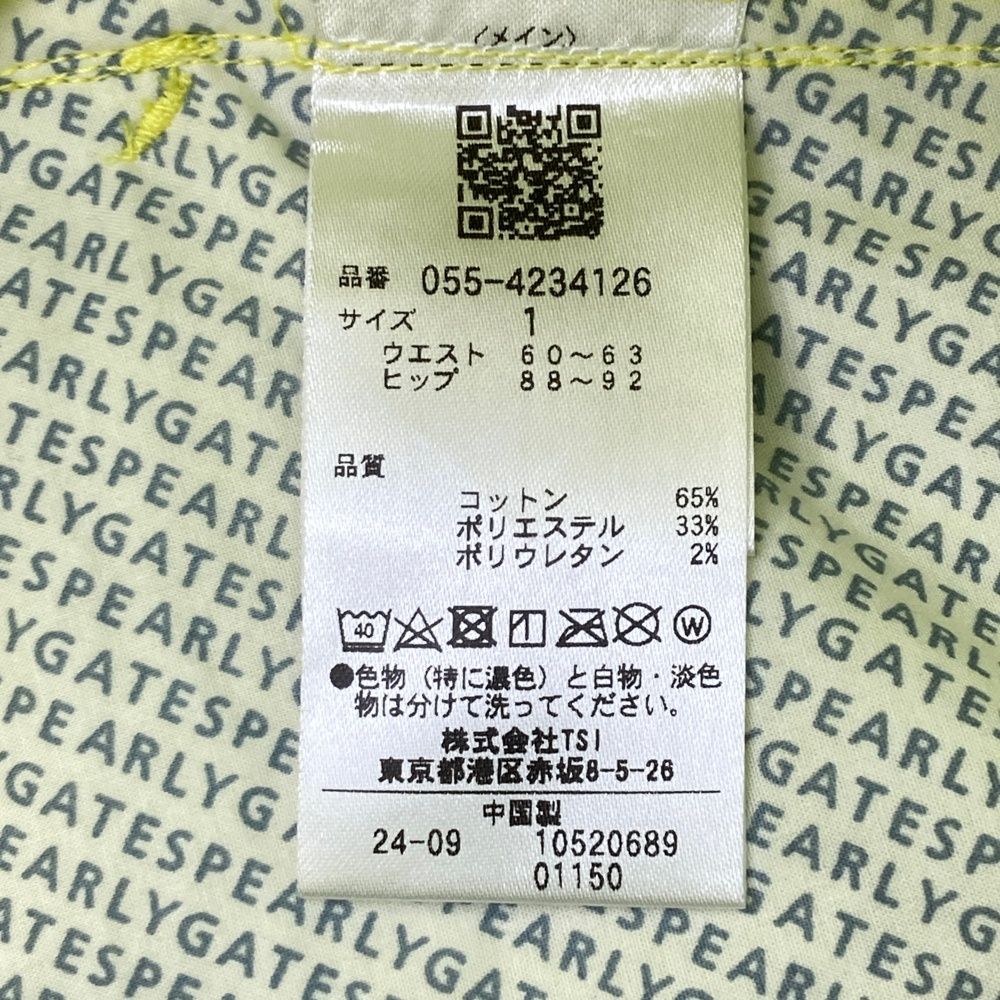 〈メイン〉
品番 055-4234126
サイズ 1
ウエスト 60～63
ヒップ 88～92
品質
コットン 65%
ポリエステル 33%
ポリウレタン 2%
40 W
●色物（特に濃色）と白物・淡色
物は分けて洗ってください。
株式会社TSI
東京都港区赤坂8-5-26
中国製
24-09 10520689
01150
PEARLYGATES